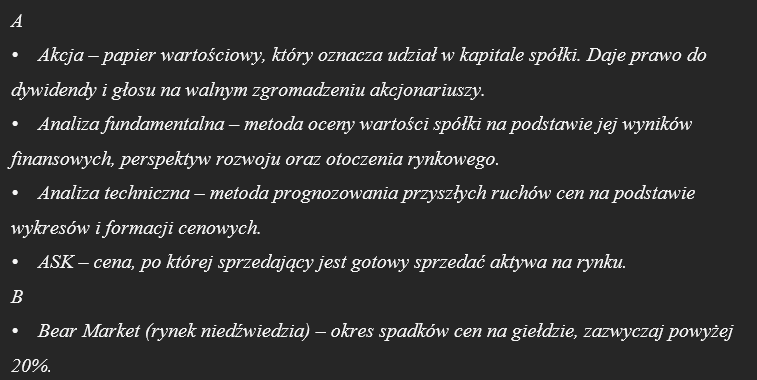 A
• Akcja – papier wartościowy, który oznacza udział w kapitale spółki. Daje prawo do
dywidendy i głosu na walnym zgromadzeniu akcjonariuszy.
• Analiza fundamentalna – metoda oceny wartości spółki na podstawie jej wyników
finansowych, perspektyw rozwoju oraz otoczenia rynkowego.
• Analiza techniczna – metoda prognozowania przyszłych ruchów cen na podstawie
wykresów i formacji cenowych.
• ASK – cena, po której sprzedający jest gotowy sprzedać aktywa na rynku.
B
• Bear Market (rynek niedźwiedzia) – okres spadków cen na giełdzie, zazwyczaj powyżej
20%.